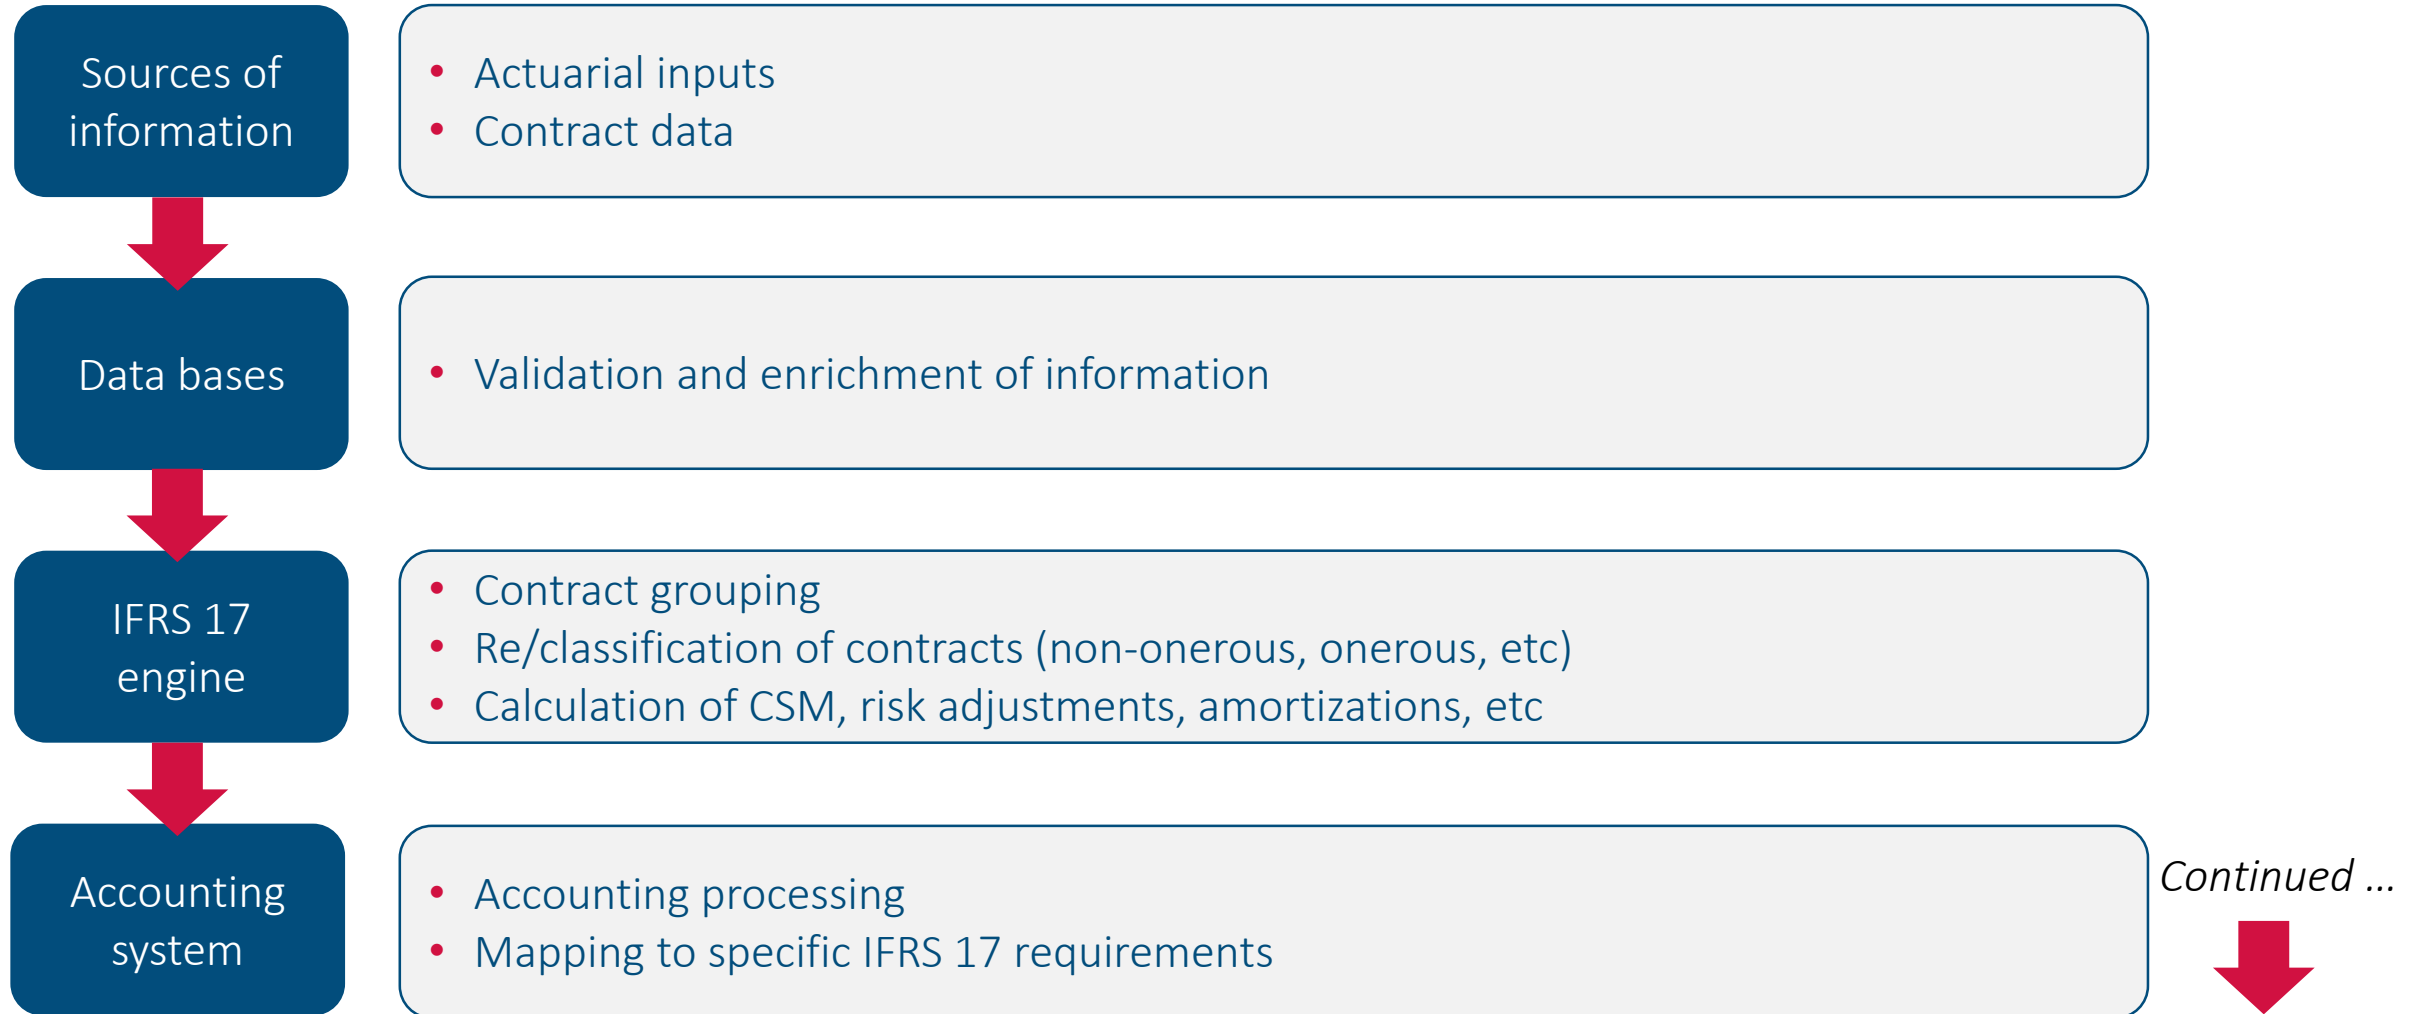 Sources of
information
• Actuarial inputs
• Contract data
Data bases
• Validation and enrichment of information
IFRS 17
engine
• Contract grouping
• Re/classification of contracts (non-onerous, onerous, etc)
• Calculation of CSM, risk adjustments, amortizations, etc
Accounting
system
• Accounting processing
• Mapping to specific IFRS 17 requirements
Continued ...